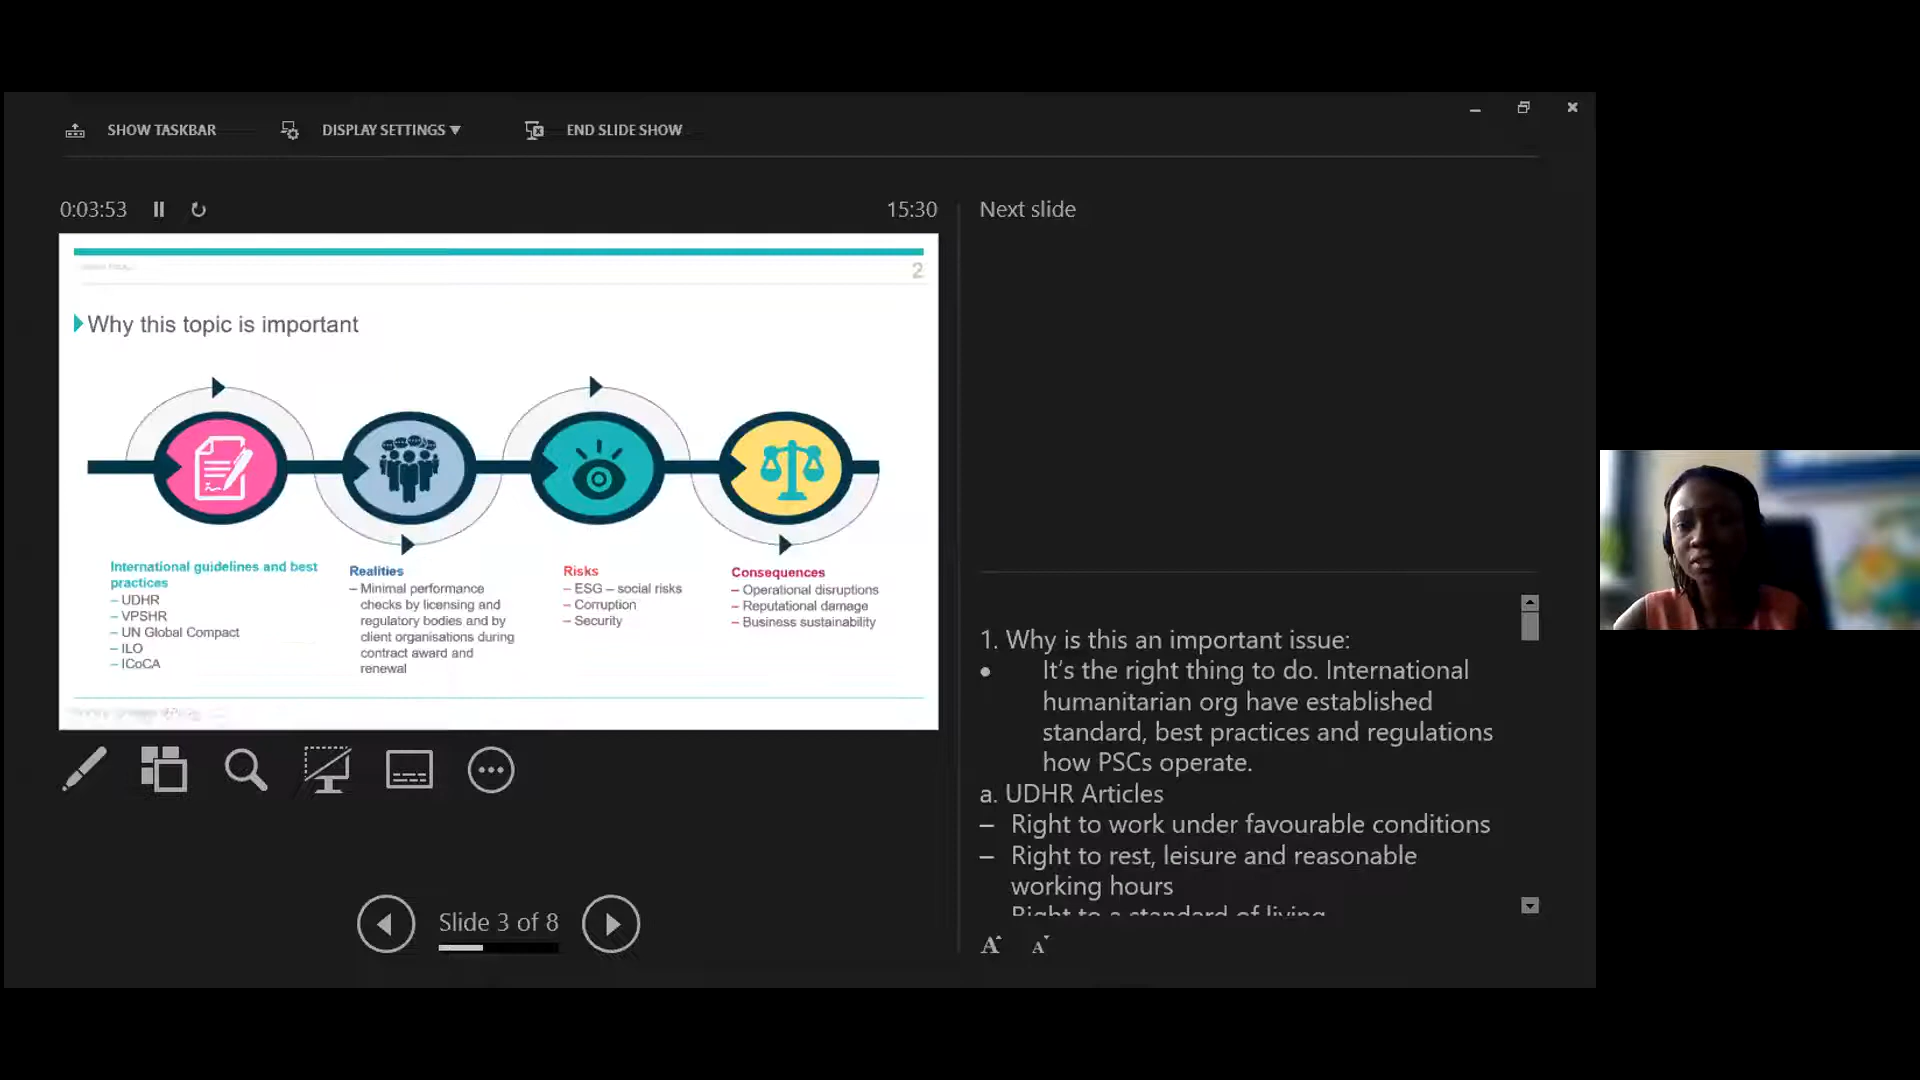 SHOW TASKBAR
DISPLAY SETTINGS ▼
END SLIDE SHOW
0:03:53
15:30
Next slide
2
Why this topic is important
International guidelines and best
practices
– UDHR
– VPSHR
– UN Global Compact
– ILO
– ICoCA
Realities
– Minimal performance
checks by licensing and
regulatory bodies and by
client organisations during
contract award and
renewal
Risks
– ESG – social risks
– Corruption
– Security
Consequences
– Operational disruptions
– Reputational damage
– Business sustainability
Slide 3 of 8
1. Why is this an important issue:
• It's the right thing to do. International
humanitarian org have established
standard, best practices and regulations
how PSCs operate.
a. UDHR Articles
– Right to work under favourable conditions
– Right to rest, leisure and reasonable
working hours
Right to a standard of living
A A